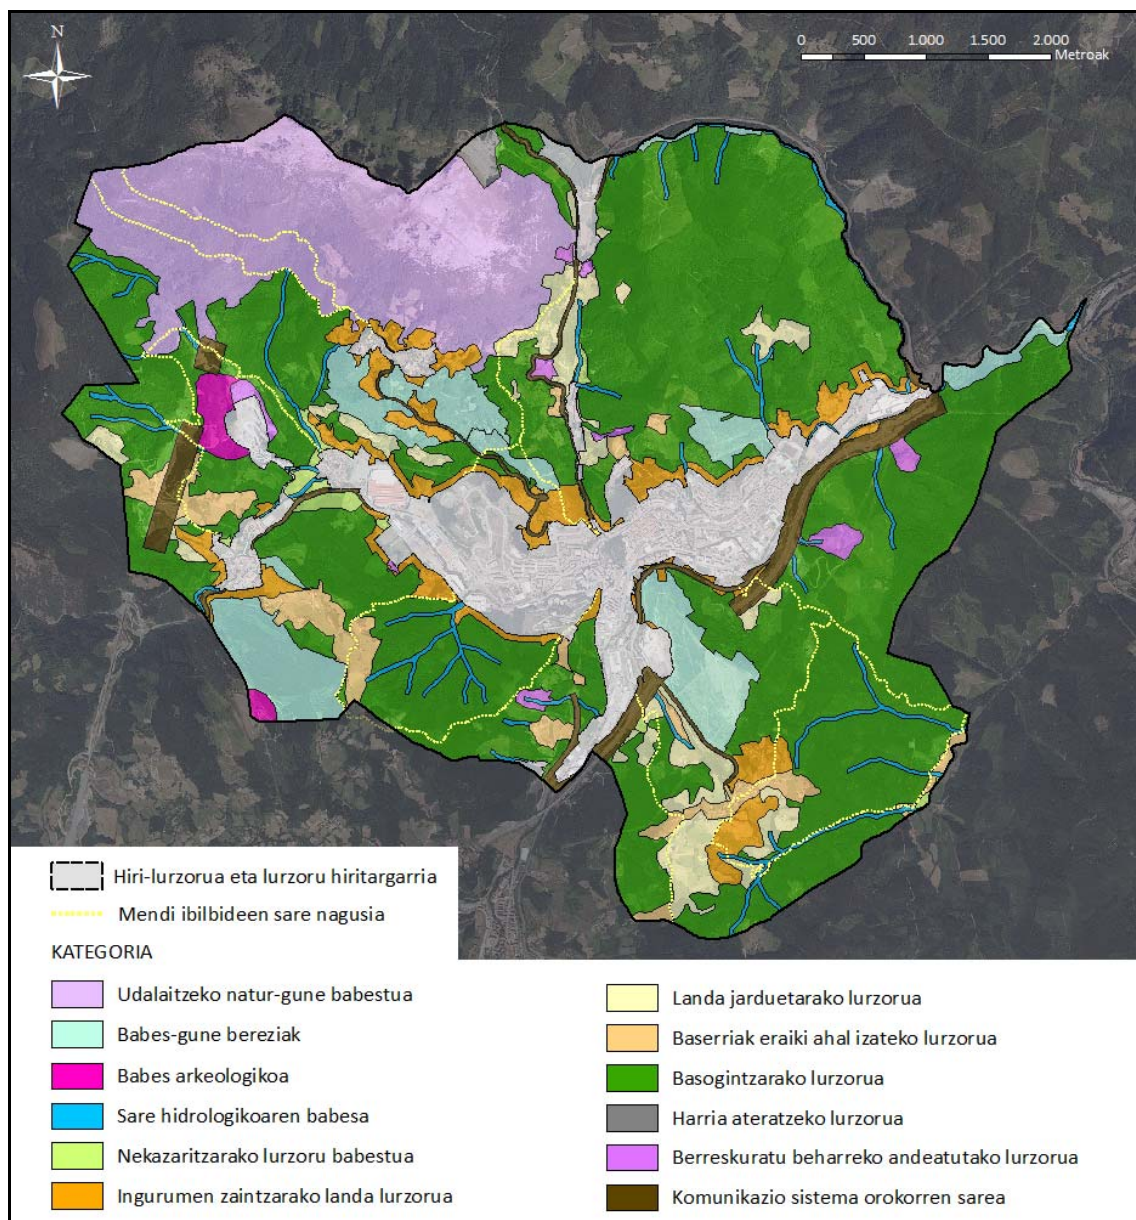 N
0 500 1.000 1.500 2.000
Metroak
Hiri-lurzorua eta lurzoru hiritargarria
Mendi ibilbideen sare nagusia
KATEGORIA
Udalaitzeko natur-gune babestua
Babes-gune bereziak
Babes arkeologikoa
Sare hidrologikoaren babesa
Nekazaritzarako lurzoru babestua
Ingurumen zaintzarako landa lurzorua
Landa jarduetarako lurzorua
Baserriak eraiki ahal izateko lurzorua
Basogintzarako lurzorua
Harria ateratzeko lurzorua
Berreskuratu beharreko andeatutako lurzorua
Komunikazio sistema orokorren sarea